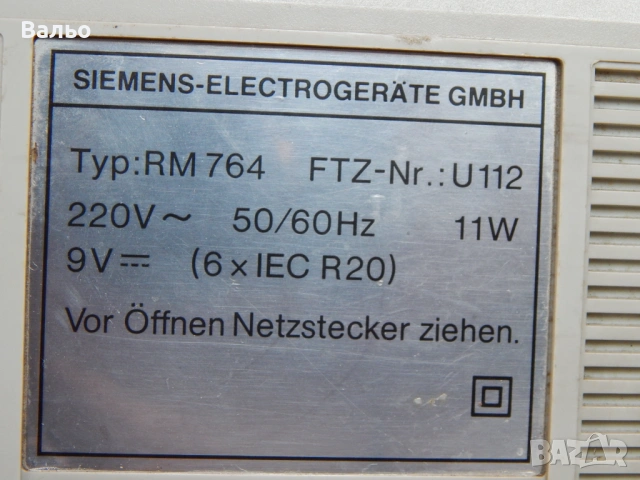 Вальо
SIEMENS-ELECTROGERÄTE GMBH
Typ:RM 764 FTZ-Nr.: U 112
220V ~ 50/60Hz 11W
9V ⎓ (6 x IEC R20)
Vor Öffnen Netzstecker ziehen.
BAZAR